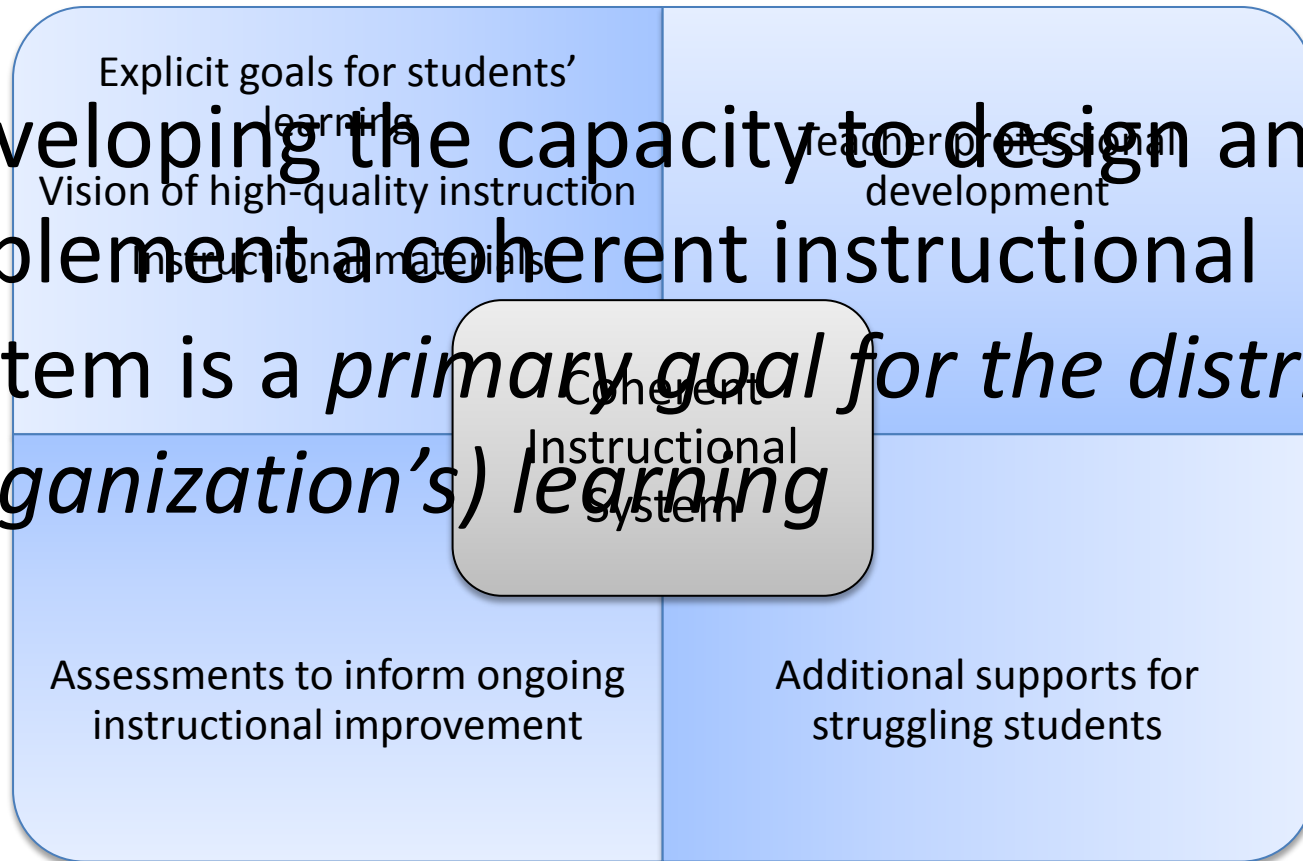 Explicit goals for students’
learning
Vision of high-quality instruction
Instructional materials
Teacher professional
development
Coherent
Instructional
System
Assessments to inform ongoing
instructional improvement
Additional supports for
struggling students
veloping the capacity to design an
plement a coherent instructional
tem is a primary goal for the distr
ganization’s) learning